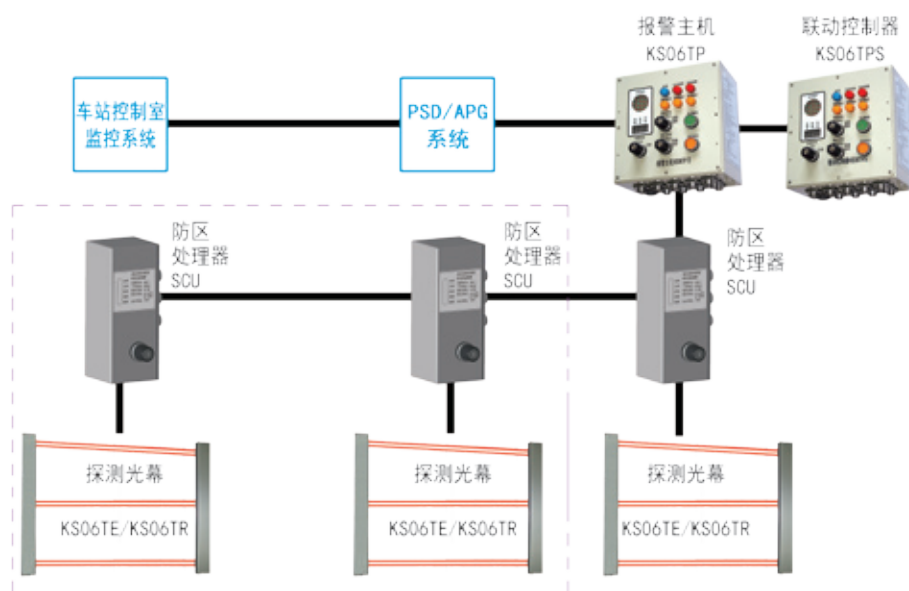 报警主机
KS06TP
联动控制器
KS06TPS
车站控制室
监控系统
PSD/APG
系统
防区
处理器
SCU
防区
处理器
SCU
防区
处理器
SCU
探测光幕
KS06TE/KS06TR
探测光幕
KS06TE/KS06TR
探测光幕
KS06TE/KS06TR